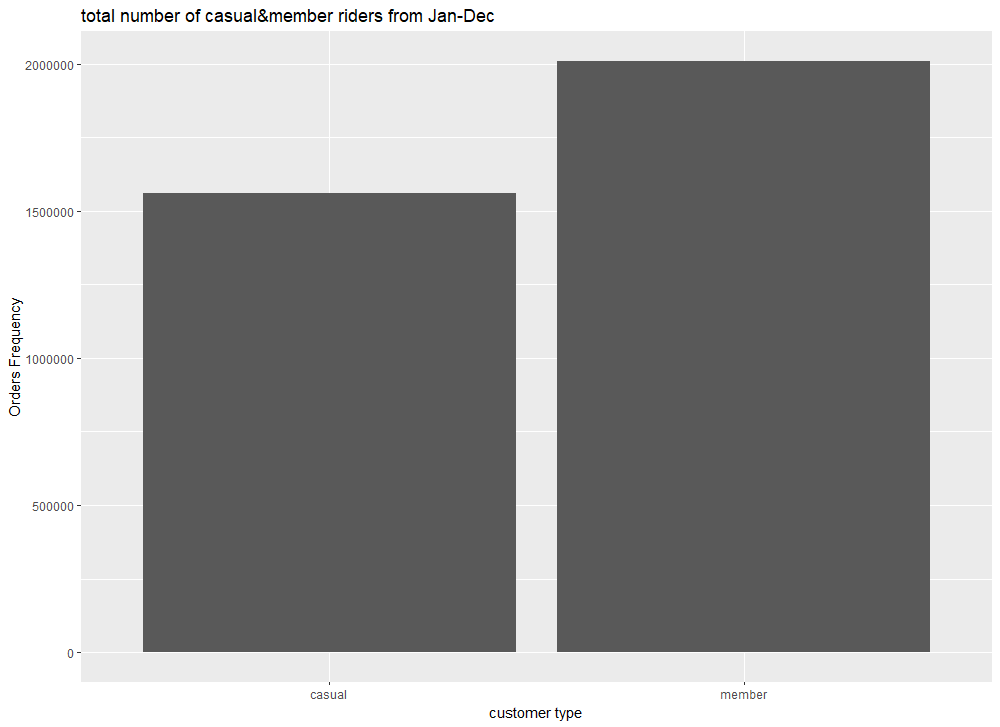 total number of casual&member riders from Jan-Dec
Orders Frequency
2000000
1500000
1000000
500000
0
casual
member
customer type